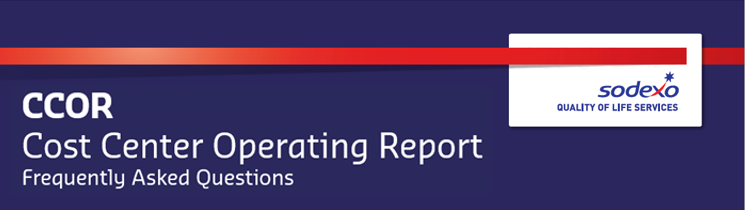 sodexo
QUALITY OF LIFE SERVICES
CCOR
Cost Center Operating Report
Frequently Asked Questions